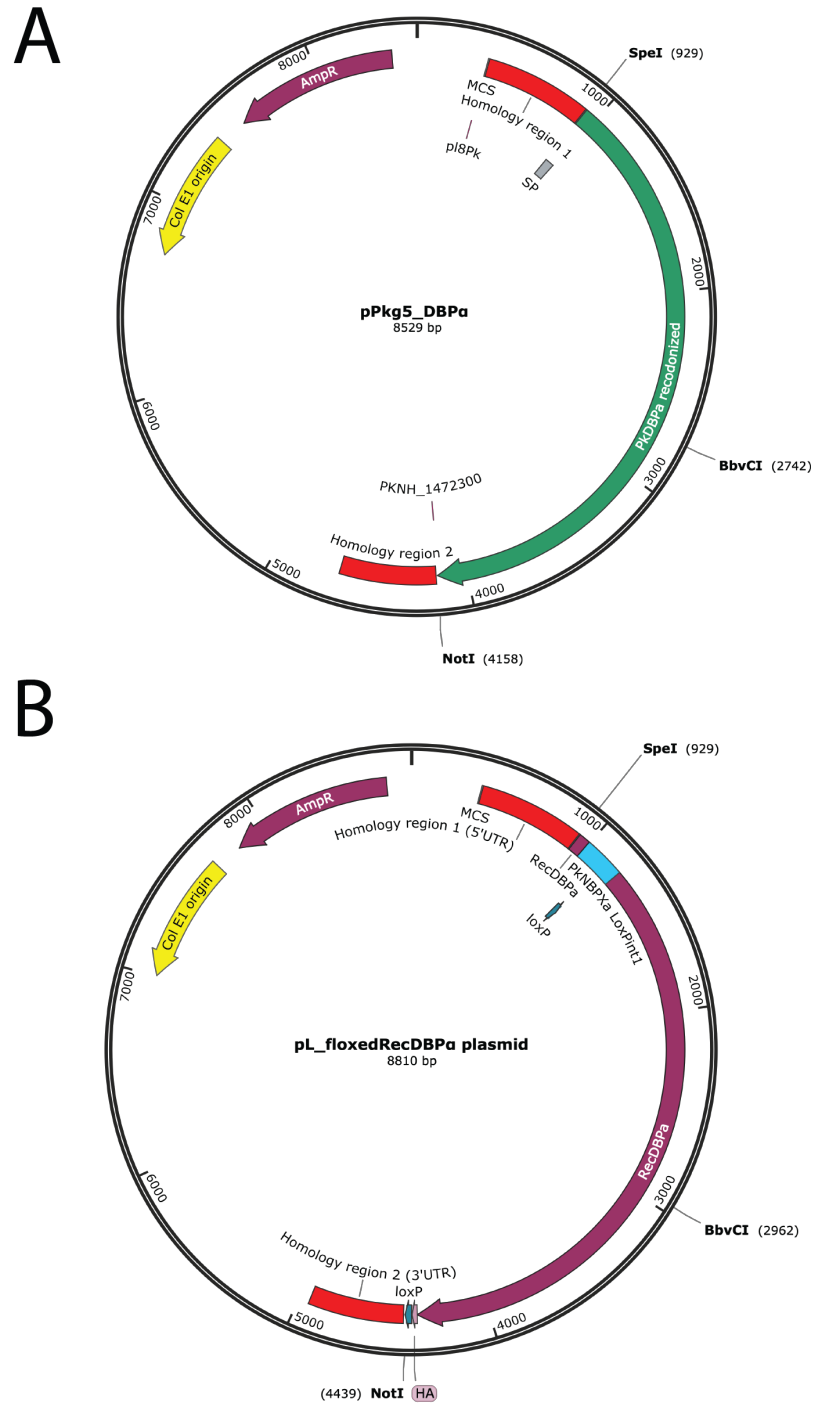 A
SpeI (929)
8000
AmpR
1000
MCS
Homology region 1
pl8Pk
SP
Col E1 origin
7000
2000
pPkg5_DBPα
8529 bp
PkDBPa recodonized
6000
BbvCI (2742)
3000
PKNH_1472300
Homology region 2
5000
4000
NotI (4158)
B
SpeI (929)
8000
AmpR
1000
MCS
Homology region 1 (5'UTR)
RecDBPa
PkNBPXa LoxPint1
loxP
Col E1 origin
7000
2000
pL_floxedRecDBPα plasmid
8810 bp
RecDBPa
6000
3000
BbvCI (2962)
Homology region 2 (3'UTR)
loxP
5000
4000
(4439) NotI HA